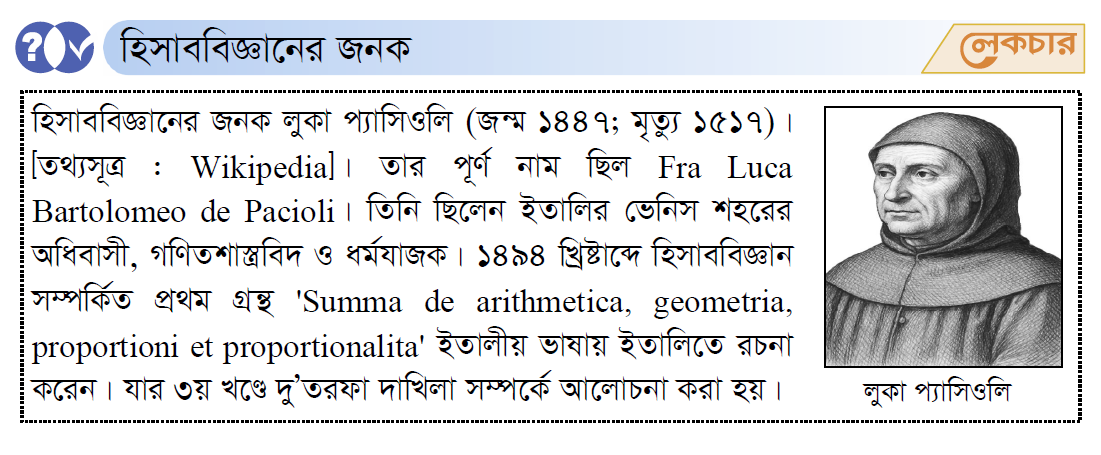 হিসাববিজ্ঞানের জনক
লেকচার
হিসাববিজ্ঞানের জনক লুকা প্যাসিওলি (জন্ম ১৪৪৭; মৃত্যু ১৫১৭)।
[তথ্যসূত্র : Wikipedia]। তার পূর্ণ নাম ছিল Fra Luca
Bartolomeo de Pacioli। তিনি ছিলেন ইতালির ভেনিস শহরের
অধিবাসী, গণিতশাস্ত্রবিদ ও ধর্মযাজক। ১৪৯৪ খ্রিষ্টাব্দে হিসাববিজ্ঞান
সম্পর্কিত প্রথম গ্রন্থ 'Summa de arithmetica, geometria,
proportioni et proportionalita' ইতালীয় ভাষায় ইতালিতে রচনা
করেন। যার ৩য় খণ্ডে দু’তরফা দাখিলা সম্পর্কে আলোচনা করা হয়।
লুকা প্যাসিওলি